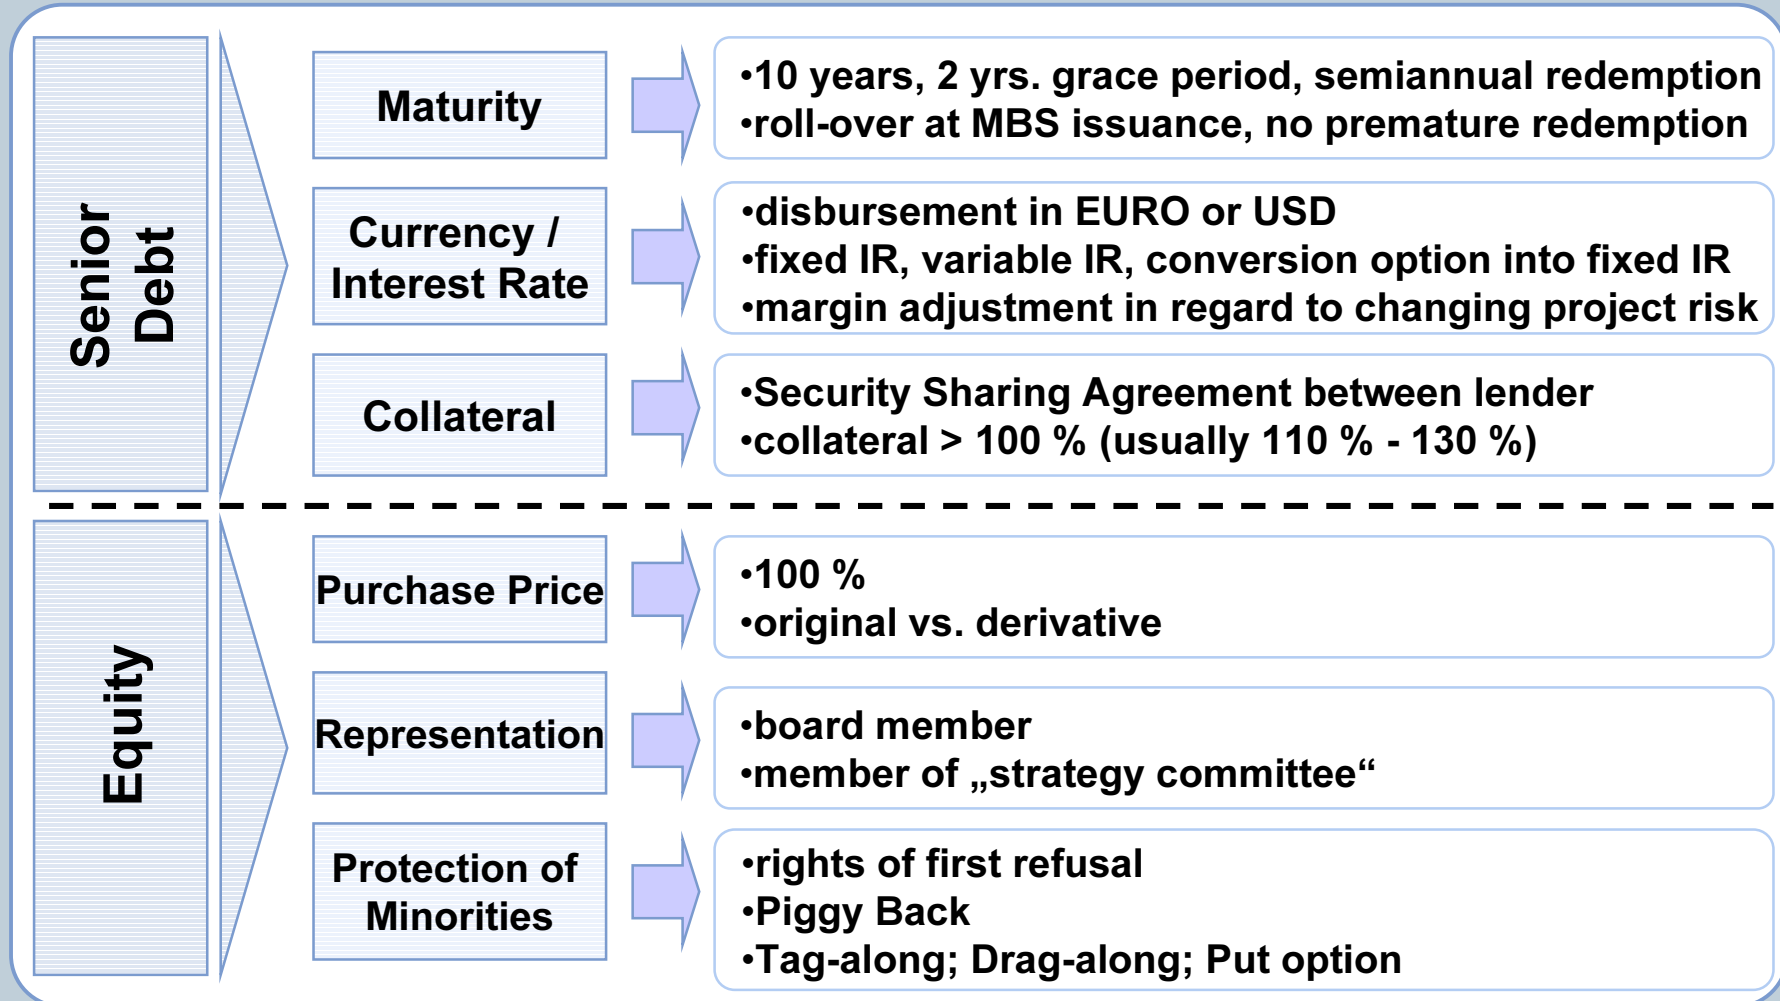 Senior
Debt
Maturity
•10 years, 2 yrs. grace period, semiannual redemption
•roll-over at MBS issuance, no premature redemption
Currency /
Interest Rate
•disbursement in EURO or USD
•fixed IR, variable IR, conversion option into fixed IR
•margin adjustment in regard to changing project risk
Collateral
•Security Sharing Agreement between lender
•collateral > 100 % (usually 110 % - 130 %)
Equity
Purchase Price
•100 %
•original vs. derivative
Representation
•board member
•member of „strategy committee“
Protection of
Minorities
•rights of first refusal
•Piggy Back
•Tag-along; Drag-along; Put option